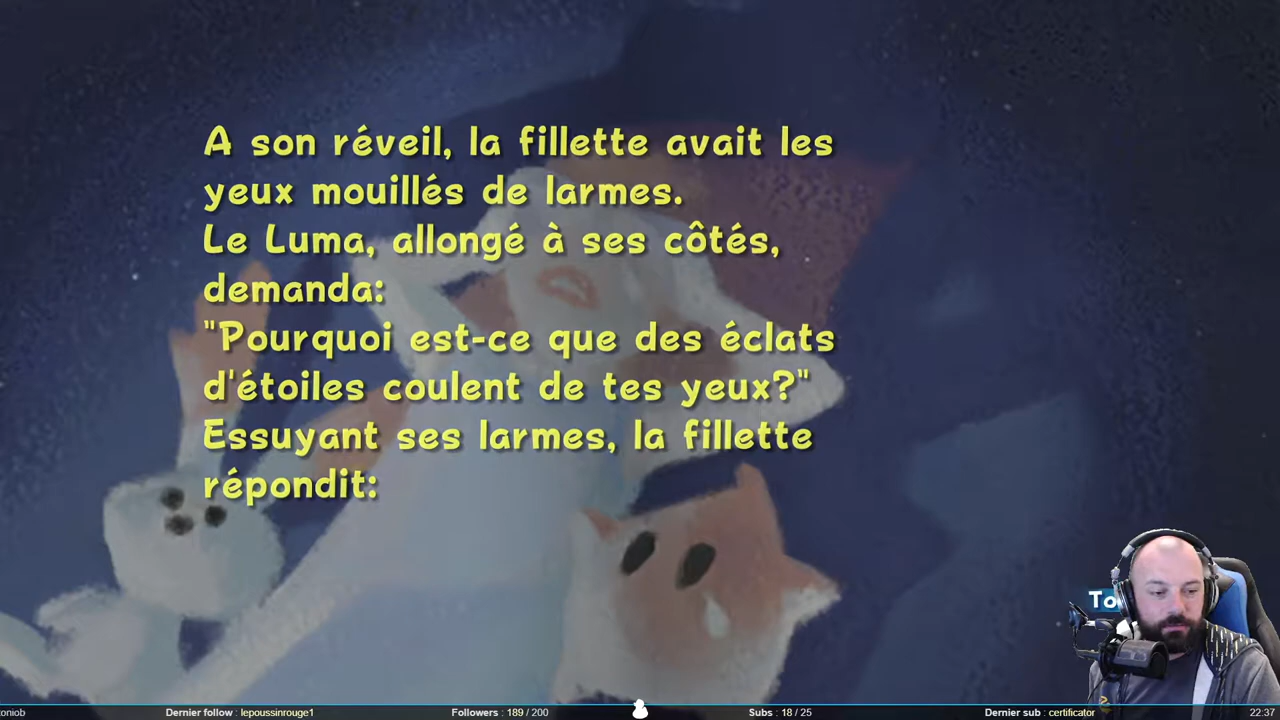 A son réveil, la fillette avait les
yeux mouillés de larmes.
Le Luma, allongé à ses côtés,
demanda:
"Pourquoi est-ce que des éclats
d'étoiles coulent de tes yeux?"
Essuyant ses larmes, la fillette
répondit:
To
toniob Dernier follow : lepoussinrouge1 Followers : 189 / 200 Subs : 18 / 25 Dernier sub : certificator 22:37